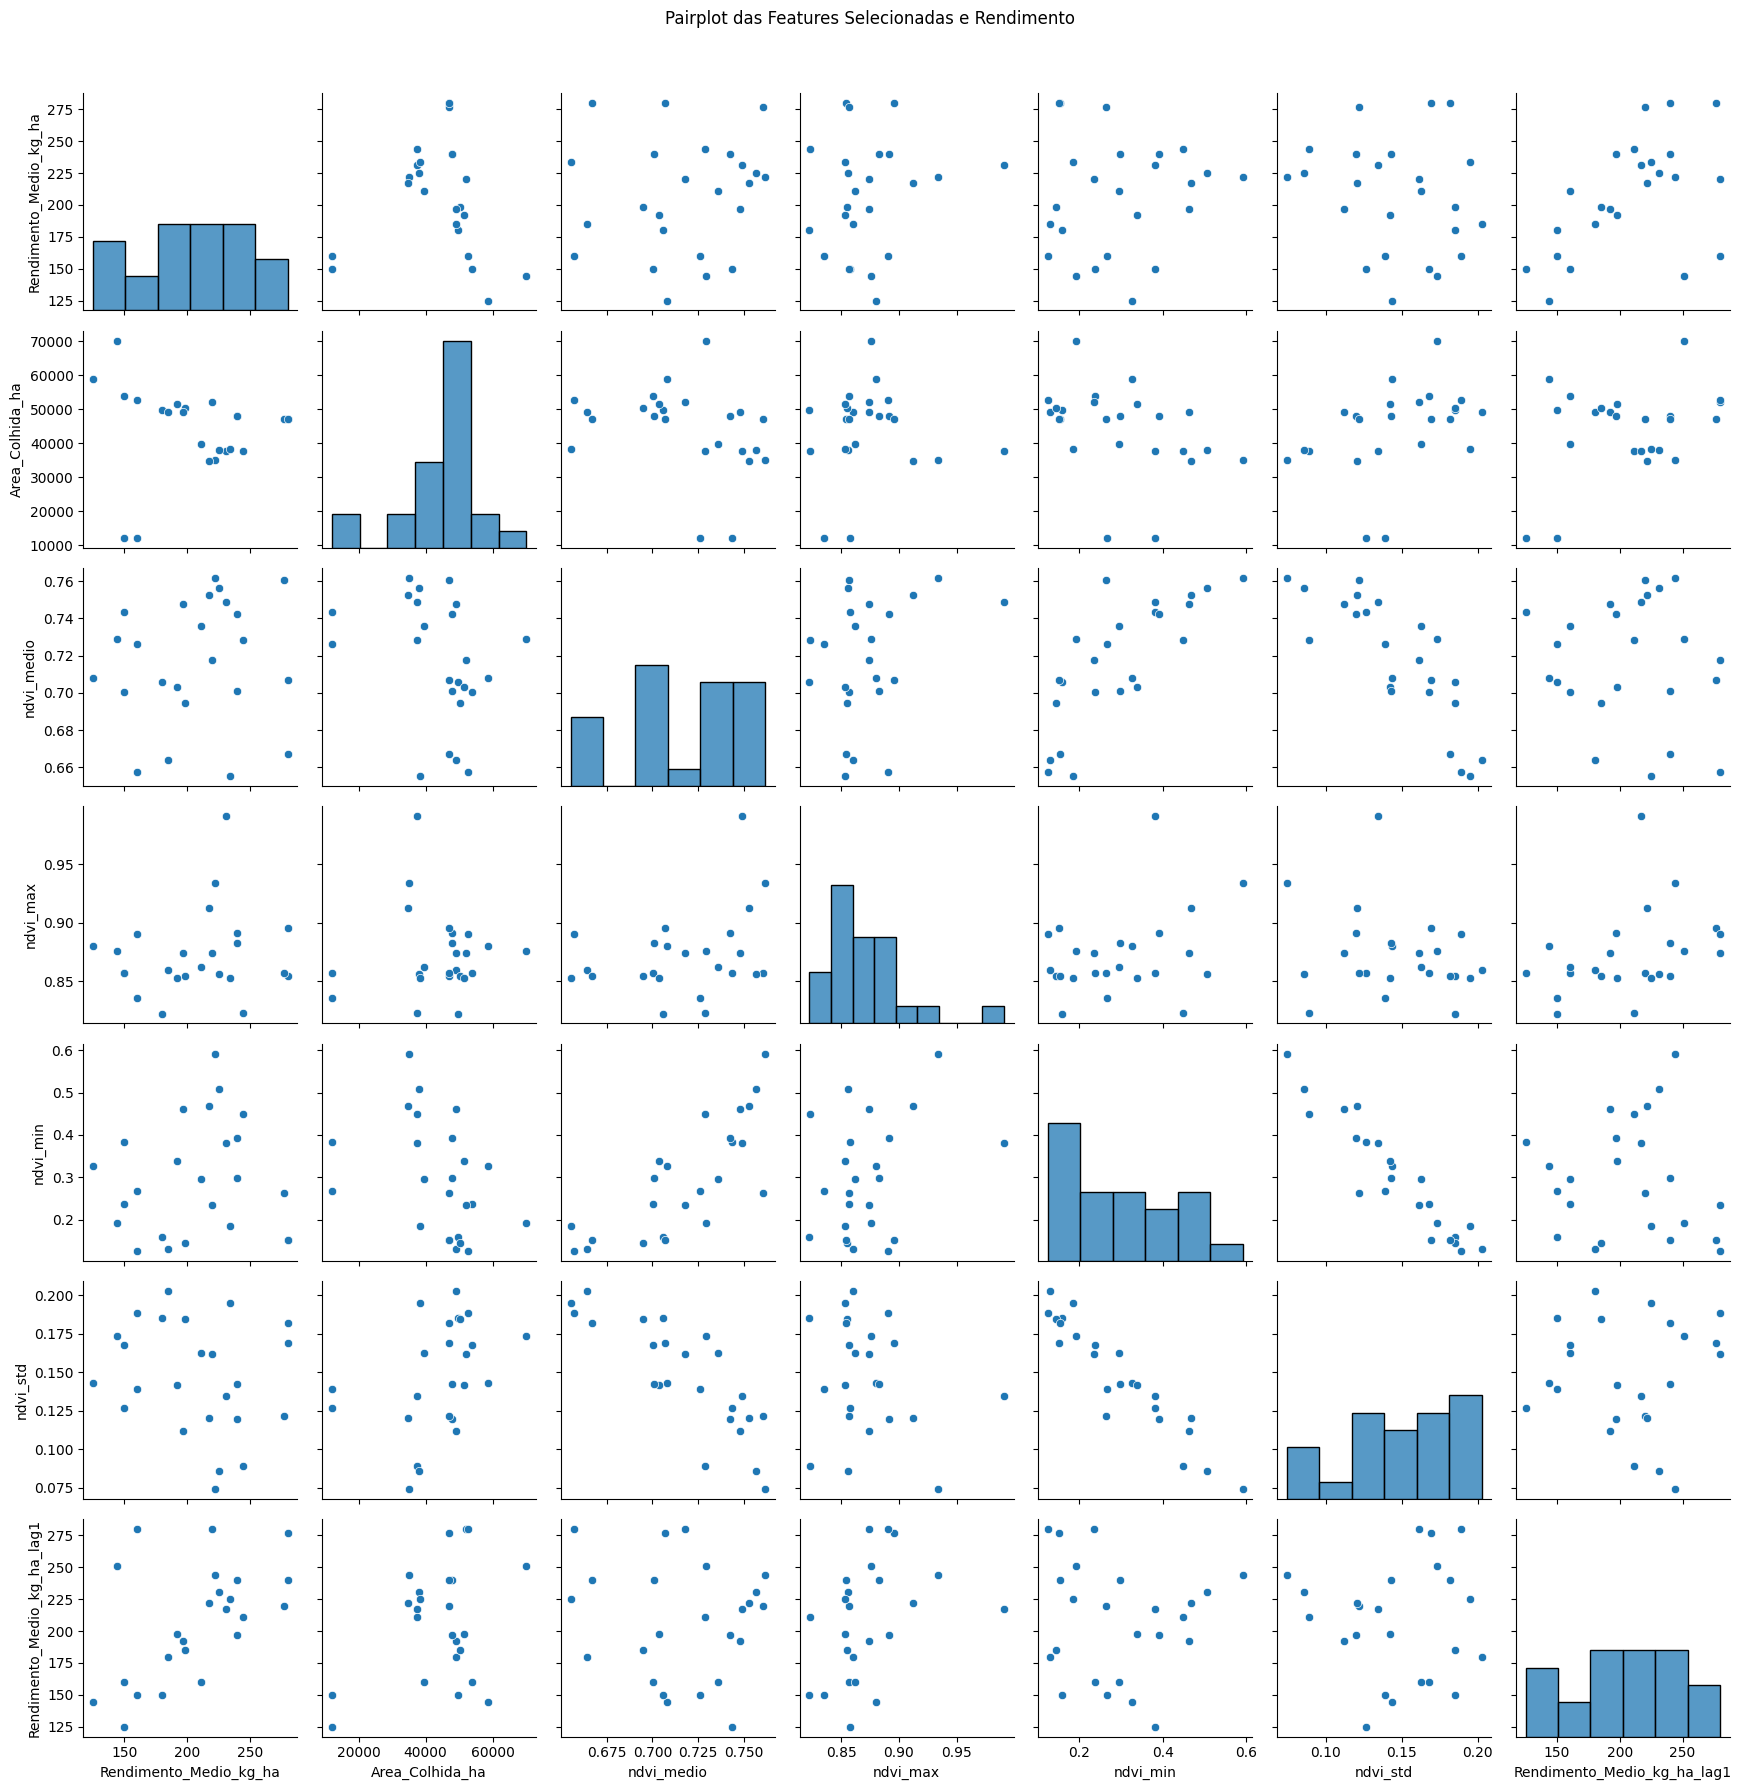 Pairplot das Features Selecionadas e Rendimento
Rendimento_Medio_kg_ha
275
250
225
200
175
150
125
Area_Colhida_ha
70000
60000
50000
40000
30000
20000
10000
ndvi_medio
0.76
0.74
0.72
0.70
0.68
0.66
ndvi_max
0.95
0.90
0.85
ndvi_min
0.6
0.5
0.4
0.3
0.2
ndvi_std
0.200
0.175
0.150
0.125
0.100
0.075
Rendimento_Medio_kg_ha_lag1
275
250
225
200
175
150
125
150 200 250
20000 40000 60000
0.675 0.700 0.725 0.750
0.85 0.90 0.95
0.2 0.4 0.6
0.10 0.15 0.20
150 200 250
Rendimento_Medio_kg_ha
Area_Colhida_ha
ndvi_medio
ndvi_max
ndvi_min
ndvi_std
Rendimento_Medio_kg_ha_lag1